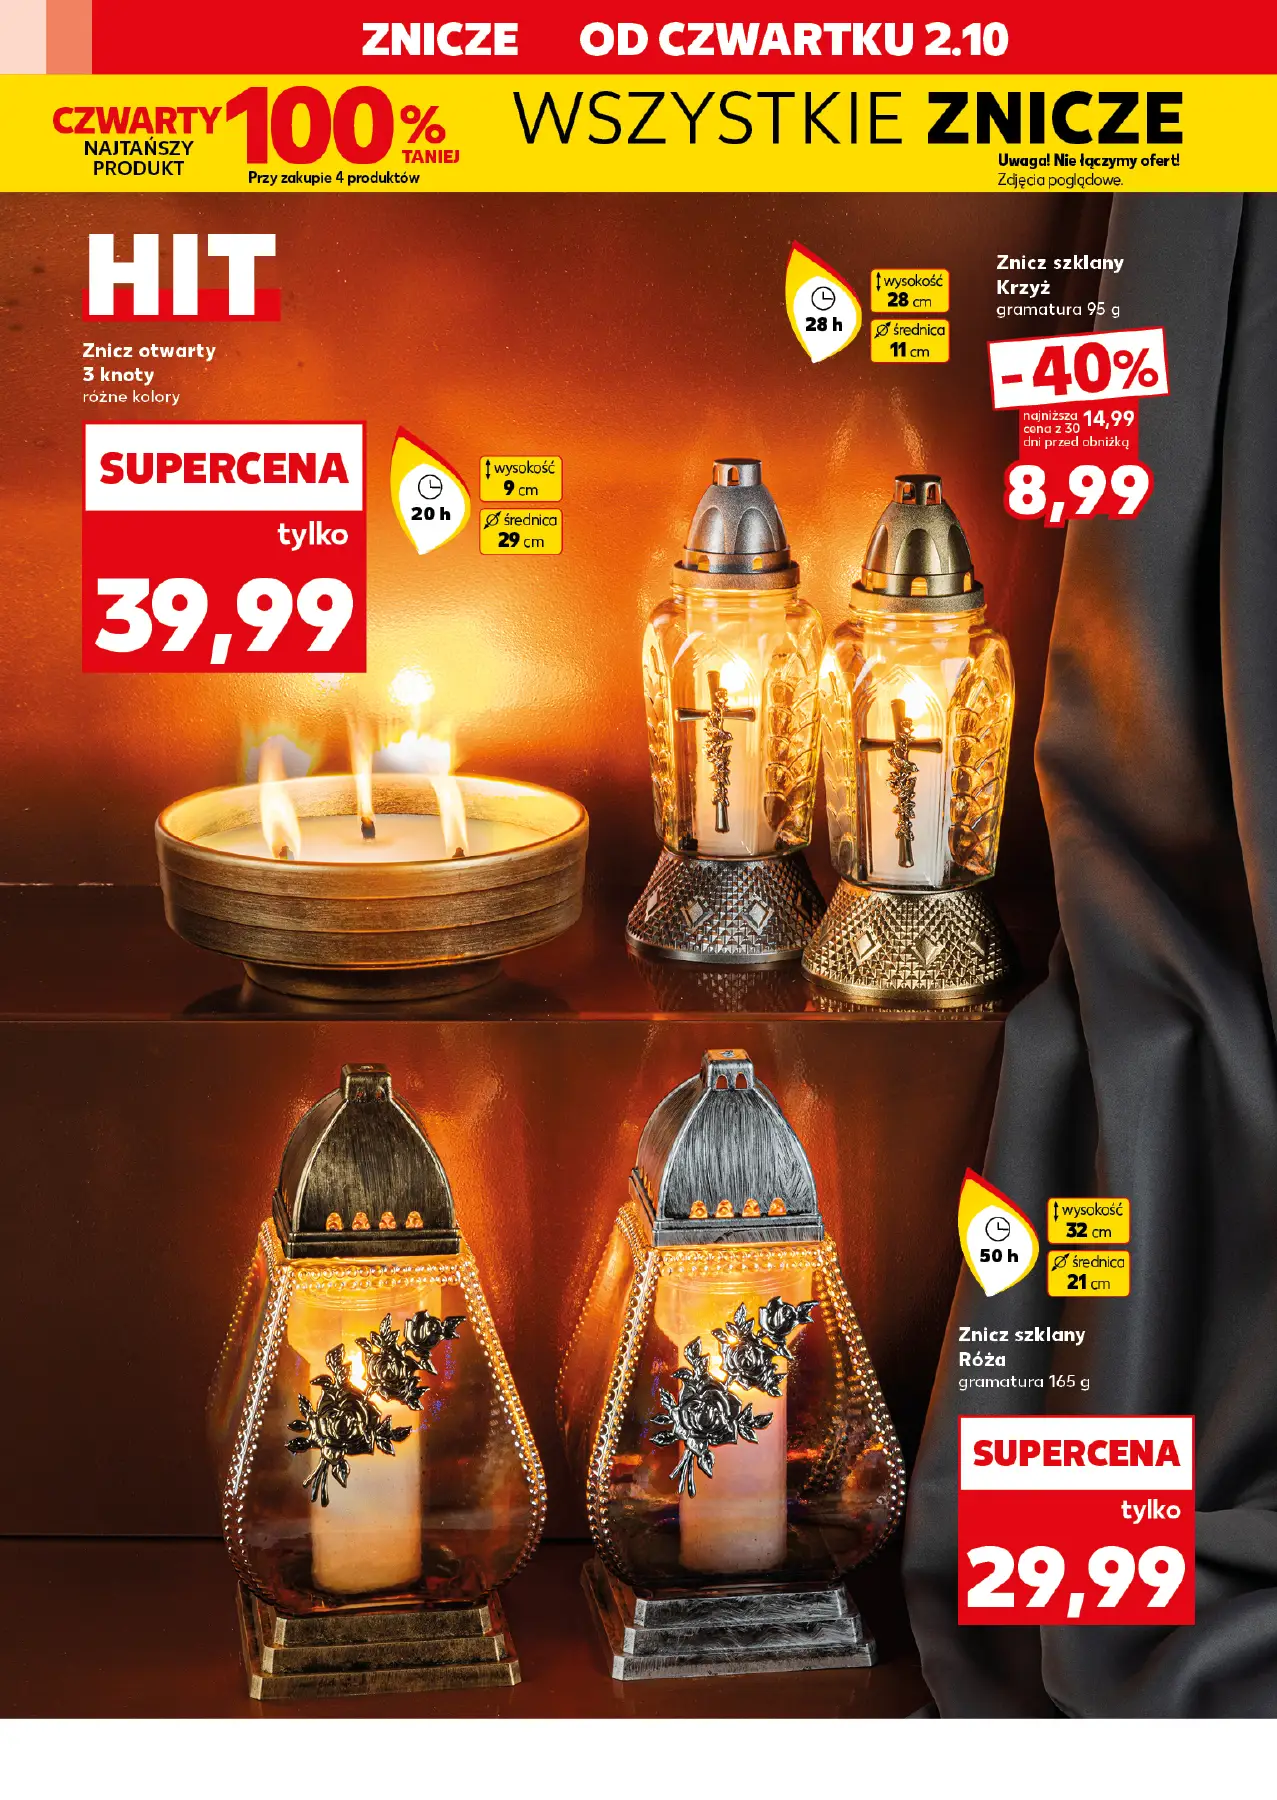 ZNICZE OD CZWARTKU 2.10
CZWARTY
NAJTAŃSZY
PRODUKT
100%
TANIEJ
Przy zakupie 4 produktów
WSZYSTKIE ZNICZE
Uwaga! Nie łączymy ofert!
Zdjęcia poglądowe.
HIT
Znicz otwarty
3 knoty
różne kolory
SUPERCENA
tylko
39,99
20 h
wysokość
9 cm
średnica
29 cm
28 h
wysokość
28 cm
średnica
11 cm
Znicz szklany
Krzyż
gramatura 95 g
-40%
najniższa
cena z 30
dni przed obniżką
14,99
8,99
50 h
wysokość
32 cm
średnica
21 cm
Znicz szklany
Róża
gramatura 165 g
SUPERCENA
tylko
29,99